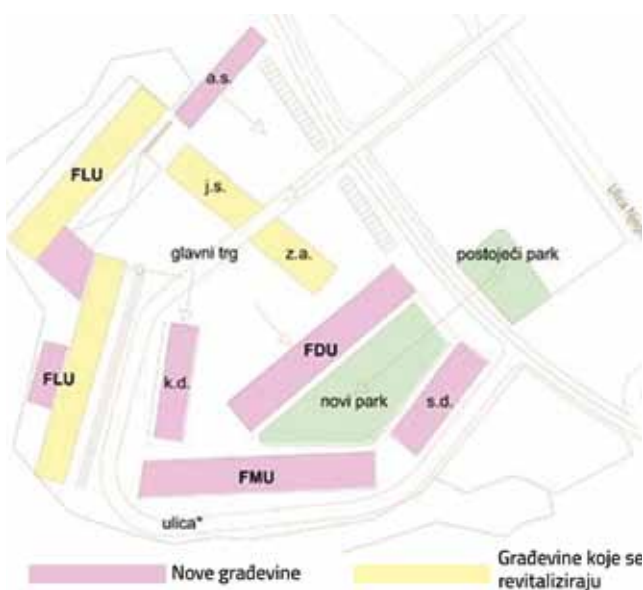 a.s.
FLU
j.s.
glavni trg
z.a.
postojeći park
FDU
FLU
k.d.
novi park
s.d.
FMU
ulica*
Nove građevine
Građevine koje se
revitaliziraju